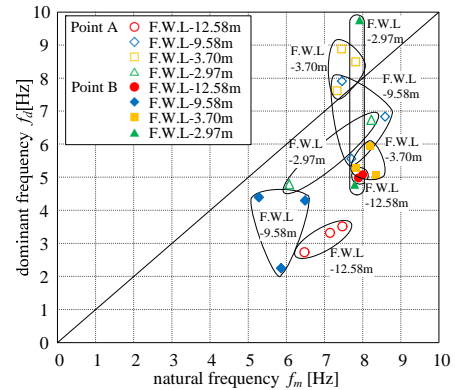 10
9
8
7
6
5
4
3
2
1
0
dominant frequency f_d[Hz]
Point A
F.W.L-12.58m
F.W.L-9.58m
F.W.L-3.70m
F.W.L-2.97m
Point B
F.W.L-12.58m
F.W.L-9.58m
F.W.L-3.70m
F.W.L-2.97m
F.W.L
-3.70m
F.W.L
-2.97m
F.W.L
-9.58m
F.W.L
-2.97m
F.W.L
-3.70m
F.W.L
-12.58m
F.W.L
-9.58m
F.W.L
-12.58m
0 1 2 3 4 5 6 7 8 9 10
natural frequency f_m [Hz]